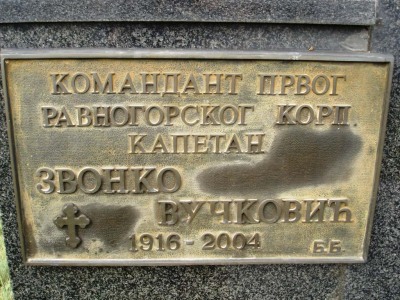 КОМАНДАНТ ПРВОГ
РАВНОГОРСКОГ КОРП.
КАПЕТАН
ЗВОНКО
ВУЧКОВИЋ
1916 - 2004
Б.Б.